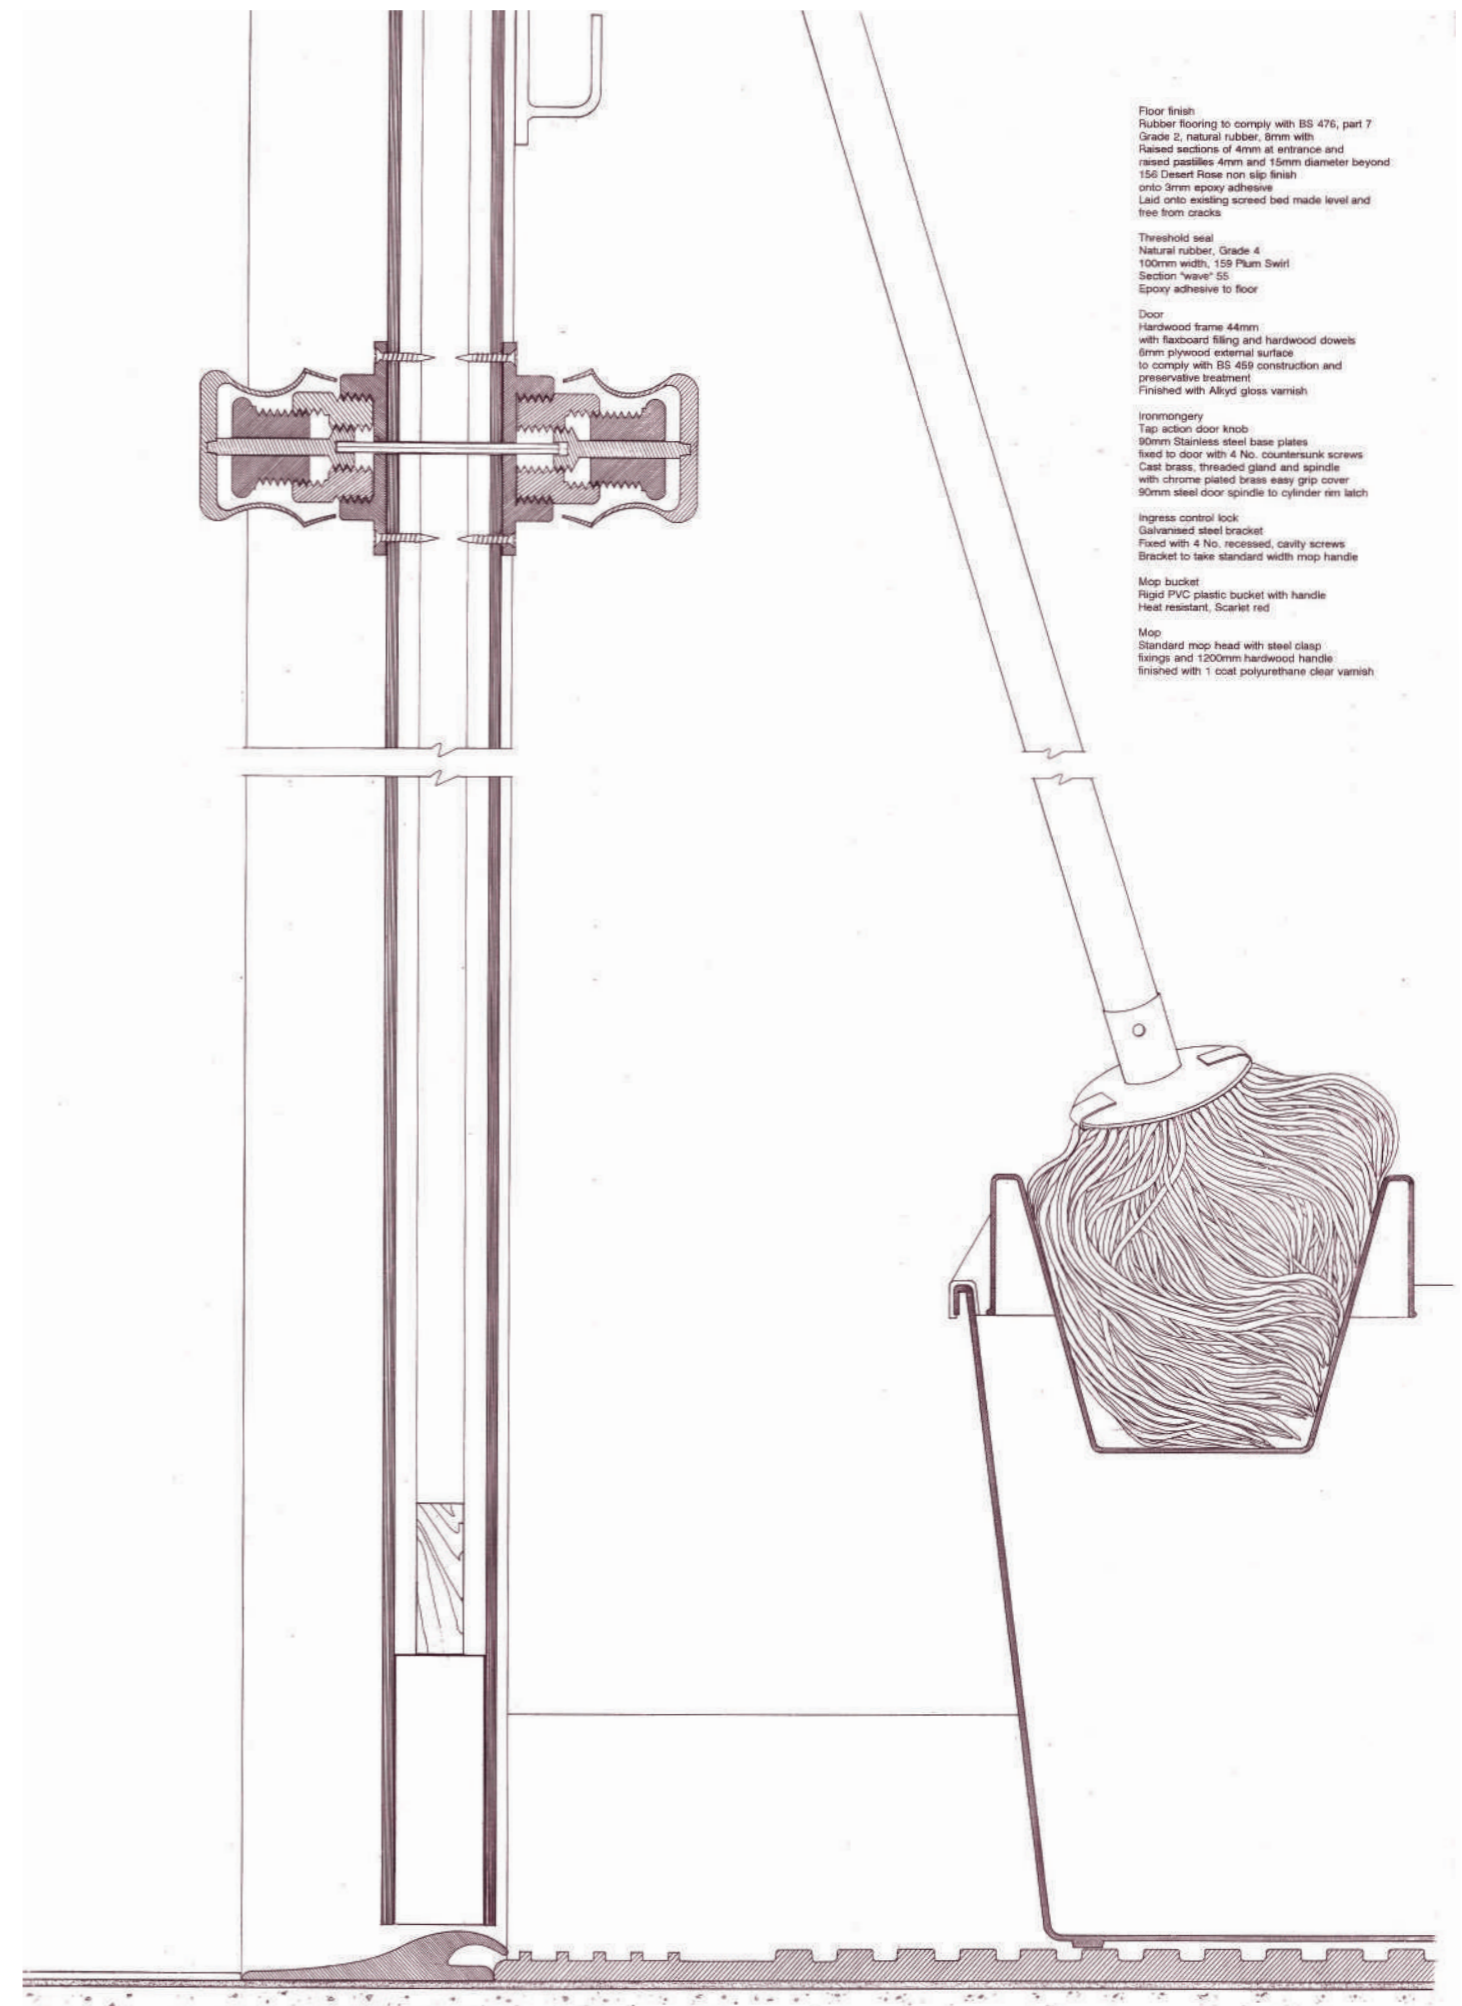 Floor finish
Rubber flooring to comply with BS 476, part 7
Grade 2, natural rubber, 8mm with
Raised sections of 4mm at entrance and
raised pastilles 4mm and 15mm diameter beyond
156 Desert Rose non slip finish
onto 3mm epoxy adhesive
Laid onto existing screed bed made level and
free from cracks
Threshold seal
Natural rubber, Grade 4
100mm width, 159 Plum Swirl
Section "wave" 55
Epoxy adhesive to floor
Door
Hardwood frame 44mm
with flaxboard filling and hardwood dowels
6mm plywood external surface
to comply with BS 459 construction and
preservative treatment
Finished with Alkyd gloss varnish
Ironmongery
Tap action door knob
90mm Stainless steel base plates
fixed to door with 4 No. countersunk screws
Cast brass, threaded gland and spindle
with chrome plated brass easy grip cover
90mm steel door spindle to cylinder rim latch
Ingress control lock
Galvanised steel bracket
Fixed with 4 No. recessed, cavity screws
Bracket to take standard width mop handle
Mop bucket
Rigid PVC plastic bucket with handle
Heat resistant, Scarlet red
Mop
Standard mop head with steel clasp
fixings and 1200mm hardwood handle
finished with 1 coat polyurethane clear varnish